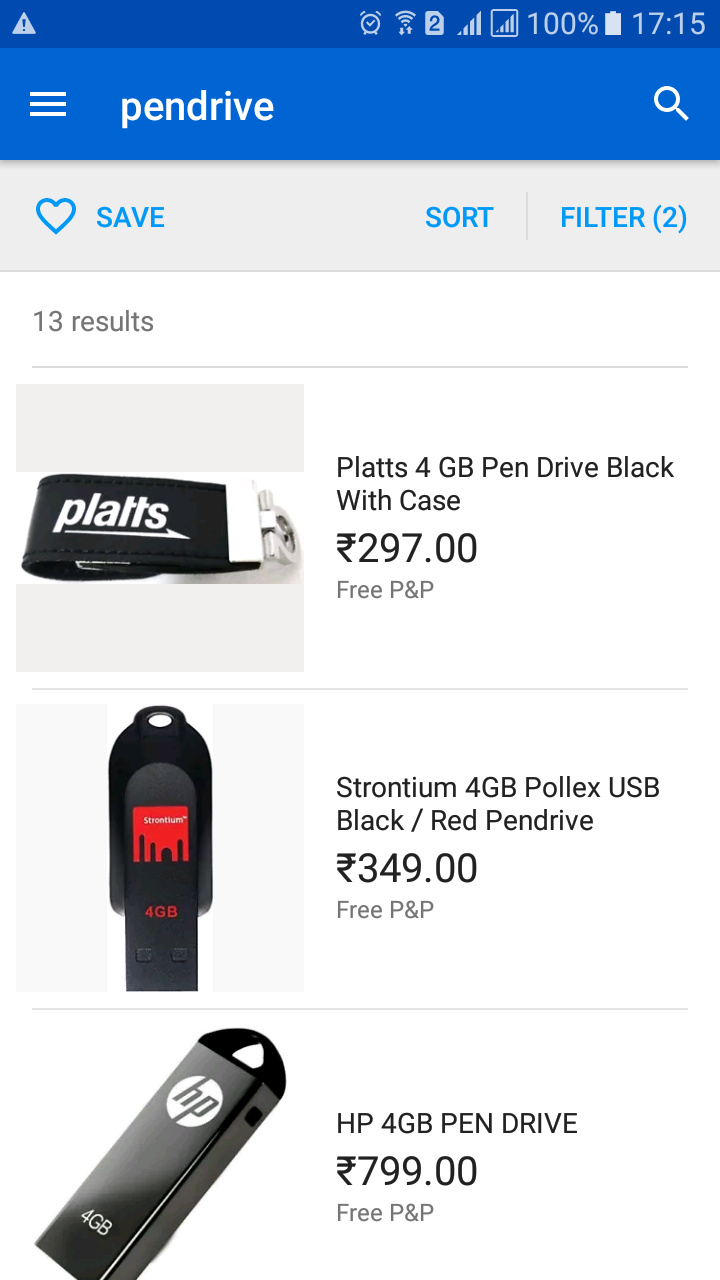 2 100% 17:15
pendrive
SAVE SORT FILTER (2)
13 results
platts
Platts 4 GB Pen Drive Black
With Case
₹297.00
Free P&P
Strontium™
4GB
Strontium 4GB Pollex USB
Black / Red Pendrive
₹349.00
Free P&P
hp
4GB
HP 4GB PEN DRIVE
₹799.00
Free P&P